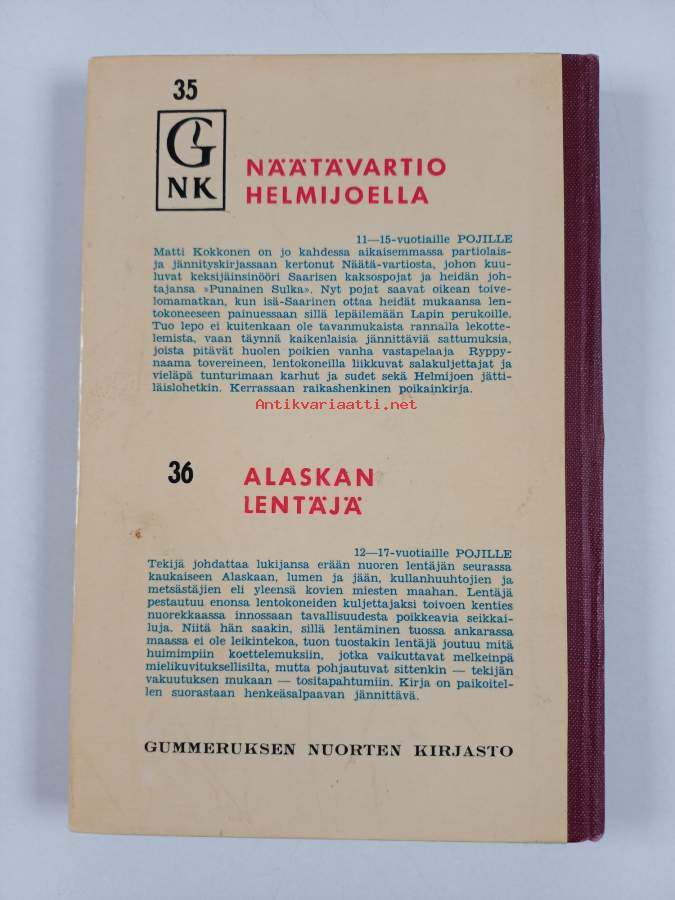 35
G
NK
NÄÄTÄVARTIO
HELMIJOELLA
11—15-vuotiaille POJILLE
Matti Kokkonen on jo kahdessa aikaisemmassa partiolais-
ja jännityskirjassaan kertonut Näätä-vartiosta, johon kuu-
luvat keksijäinsinööri Saarisen kaksospojat ja heidän joh-
tajansa »Punainen Sulka». Nyt pojat saavat oikean toive-
lomamatkan, kun isä-Saarinen ottaa heidät mukaansa len-
tokoneeseen painuessaan sillä lepäilemään Lapin perukoille.
Tuo lepo ei kuitenkaan ole tavanmukaista rannalla lekotte-
lemista, vaan täynnä kaikenlaisia jännittäviä sattumuksia,
joista pitävät huolen poikien vanha vastapelaaja Ryppy-
naama tovereineen, lentokoneilla liikkuvat salakuljettajat ja
vieläpä tunturimaan karhut ja sudet sekä Helmijoen jätti-
läislohetkin. Kerrassaan raikashenkinen poikainkirja.
Antikvariaatti.net
36
ALASKAN
LENTÄJÄ
12—17-vuotiaille POJILLE
Tekijä johdattaa lukijansa erään nuoren lentäjän seurassa
kaukaiseen Alaskaan, lumen ja jään, kullanhuuhtojien ja
metsästäjien eli yleensä kovien miesten maahan. Lentäjä
pestautuu enonsa lentokoneiden kuljettajaksi toivoen kenties
nuorekkaassa innossaan tavallisuudesta poikkeavia seikkai-
luja. Niitä hän saakin, sillä lentäminen tuossa ankarassa
maassa ei ole leikintekoa, tuon tuostakin lentäjä joutuu mitä
huimimpiin koettelemuksiin, jotka vaikuttavat melkeinpä
mielikuvituksellisilta, mutta pohjautuvat sittenkin — tekijän
vakuutuksen mukaan — tositapahtumiin. Kirja on paikoitel-
len suorastaan henkeäsalpaavan jännittävä.
GUMMERUKSEN NUORTEN KIRJASTO